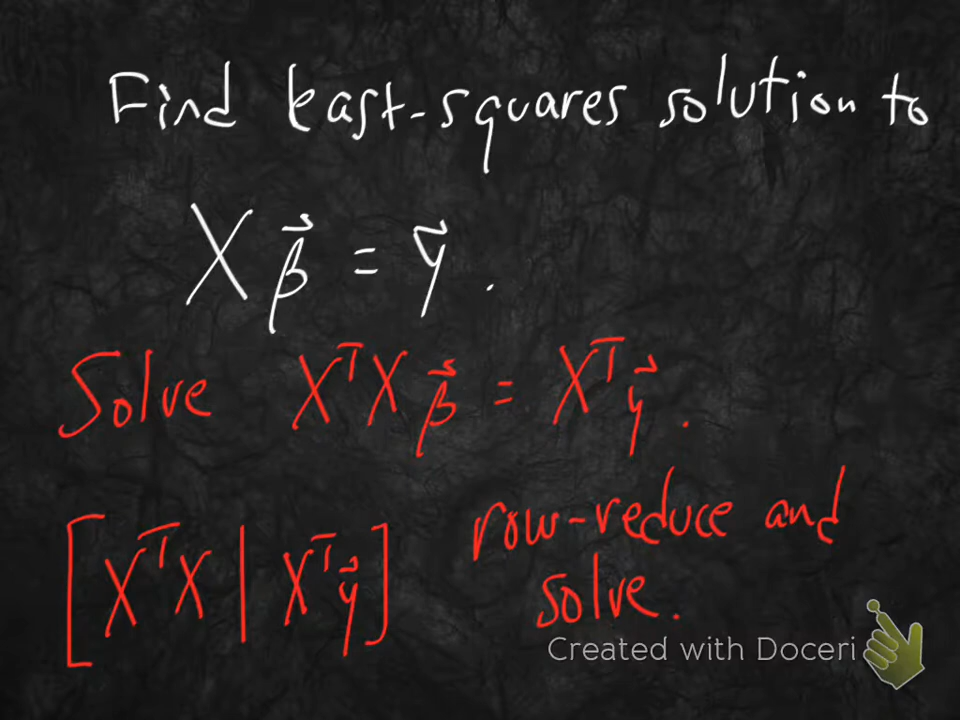 Find least-squares solution to
Xβ⃗ = y⃗.
Solve XᵀXβ⃗ = Xᵀy⃗.
[XᵀX | Xᵀy⃗] row-reduce and
solve.
Created with Doceri